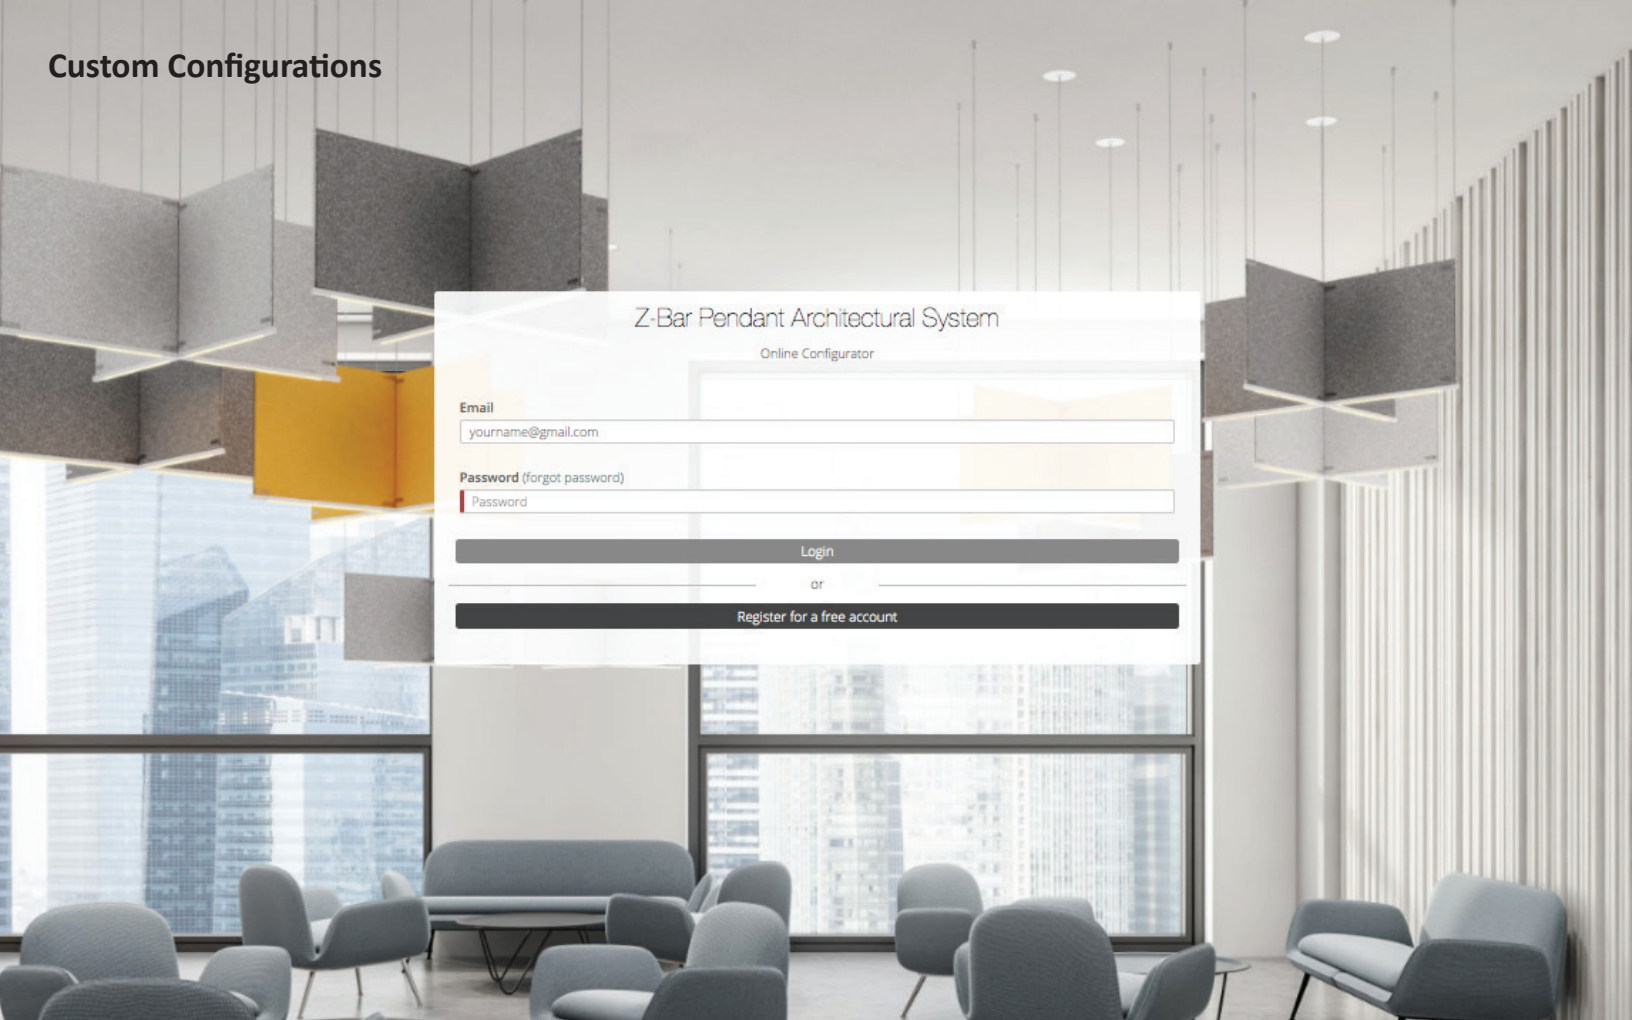 Custom Configurations
Z-Bar Pendant Architectural System
Online Configurator
Email
yourname@gmail.com
Password (forgot password)
Password
Login
or
Register for a free account